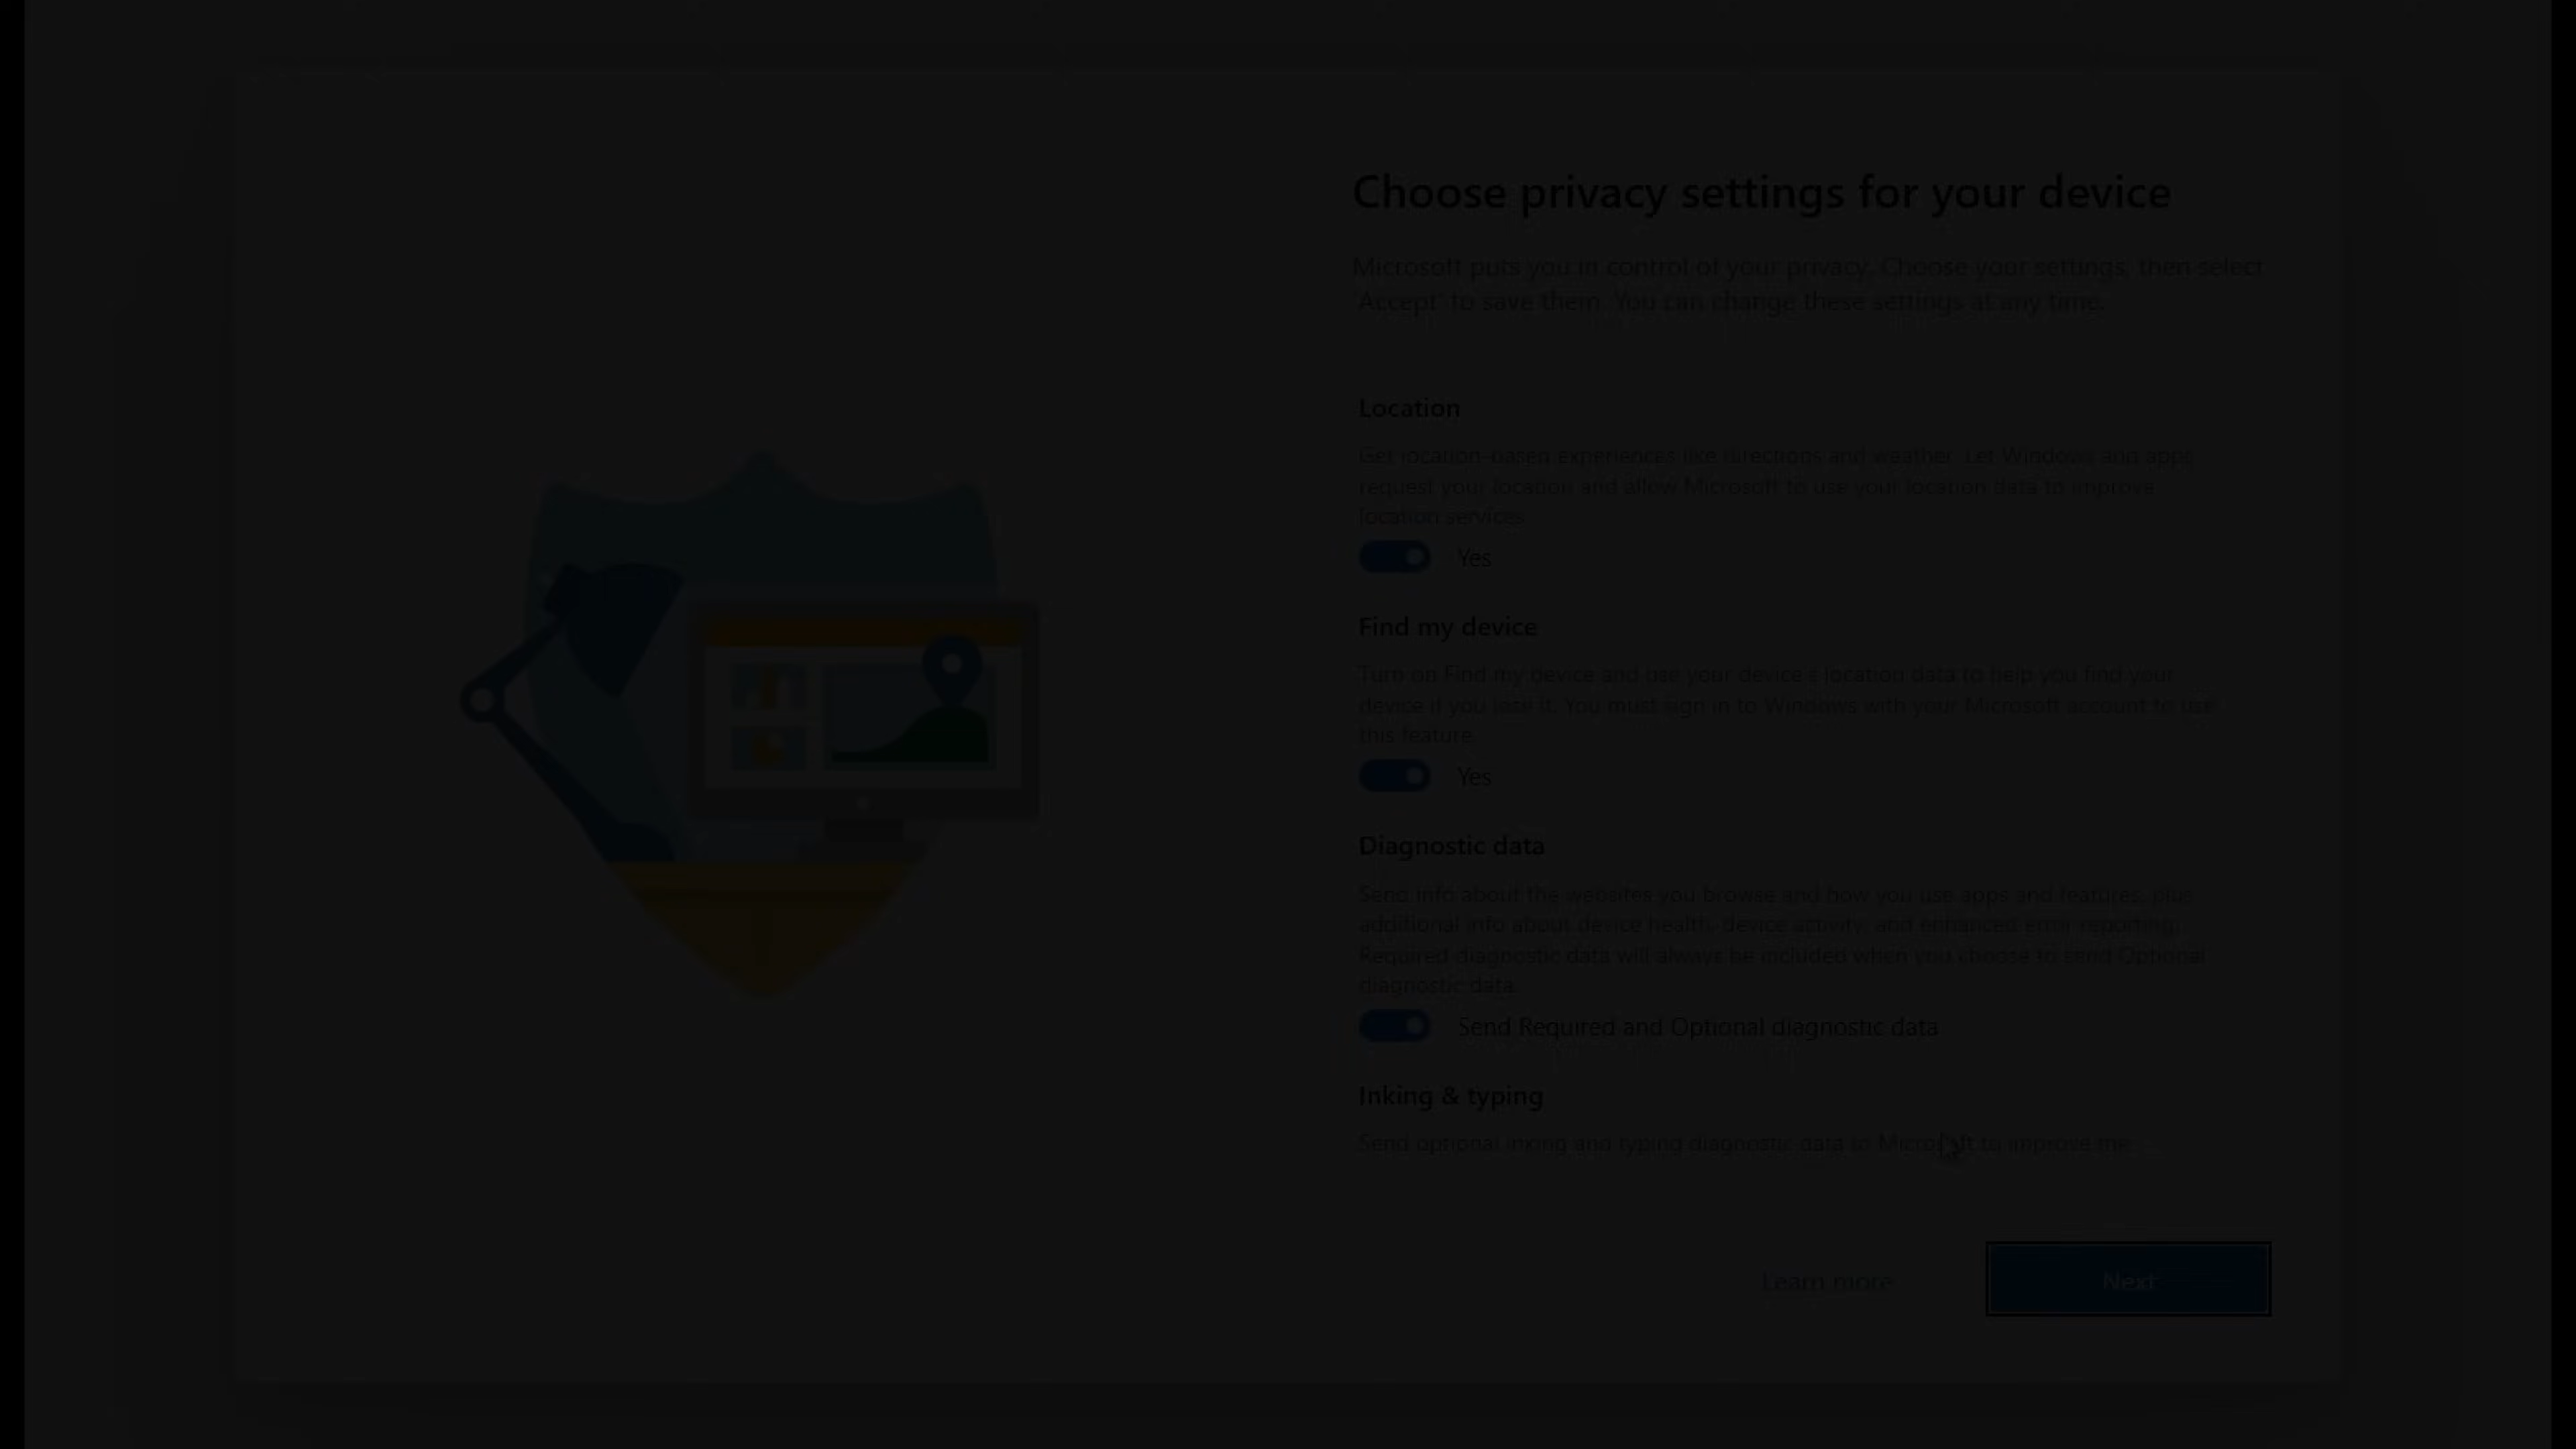 Choose privacy settings for your device
Microsoft puts you in control of your privacy. Choose your settings, then select
'Accept' to save them. You can change these settings at any time.
Location
Get location-based experiences like directions and weather. Let Windows and apps
request your location and allow Microsoft to use your location data to improve
location services.
Yes
Find my device
Turn on Find my device and use your device's location data to help you find your
device if you lose it. You must sign in to Windows with your Microsoft account to use
this feature.
Yes
Diagnostic data
Send info about the websites you browse and how you use apps and features, plus
additional info about device health, device activity, and enhanced error reporting.
Required diagnostic data will always be included when you choose to send Optional
diagnostic data.
Send Required and Optional diagnostic data
Inking & typing
Send optional inking and typing diagnostic data to Microsoft to improve the
Learn more
Next